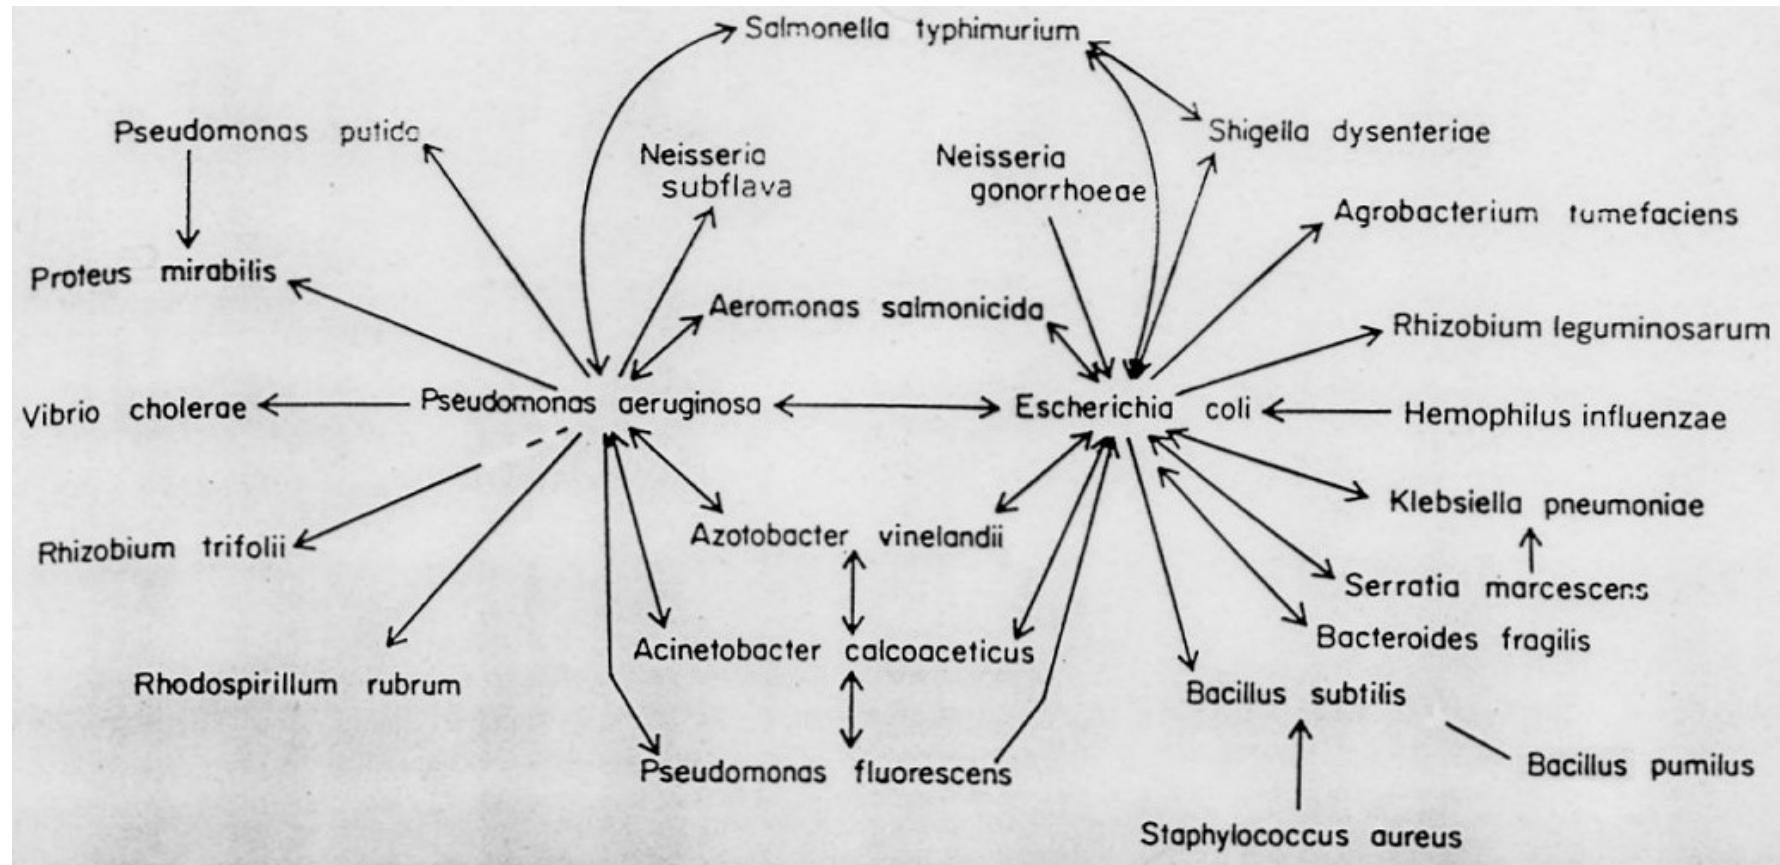 Salmonella typhimurium
Pseudomonas putida
Shigella dysenteriae
Neisseria
subflava
Neisseria
gonorrhoeae
Agrobacterium tumefaciens
Proteus mirabilis
Aeromonas salmonicida
Rhizobium leguminosarum
Vibrio cholerae
Pseudomonas aeruginosa
Escherichia coli
Hemophilus influenzae
Klebsiella pneumoniae
Rhizobium trifolii
Azotobacter vinelandii
Serratia marcescens
Acinetobacter calcoaceticus
Bacteroides fragilis
Rhodospirillum rubrum
Bacillus subtilis
Pseudomonas fluorescens
Bacillus pumilus
Staphylococcus aureus